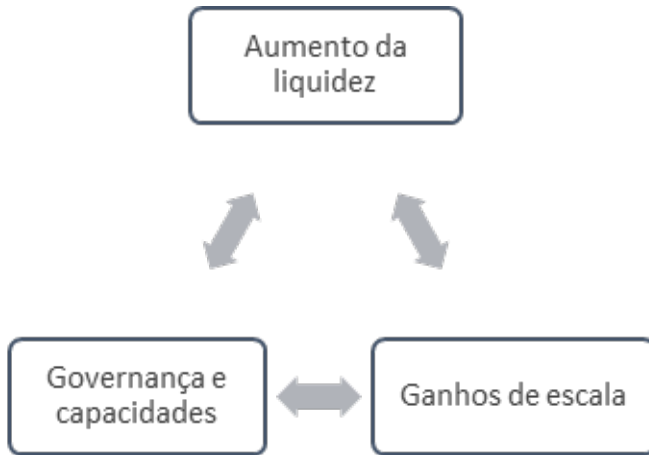 Aumento da
liquidez
Governança e
capacidades
Ganhos de escala